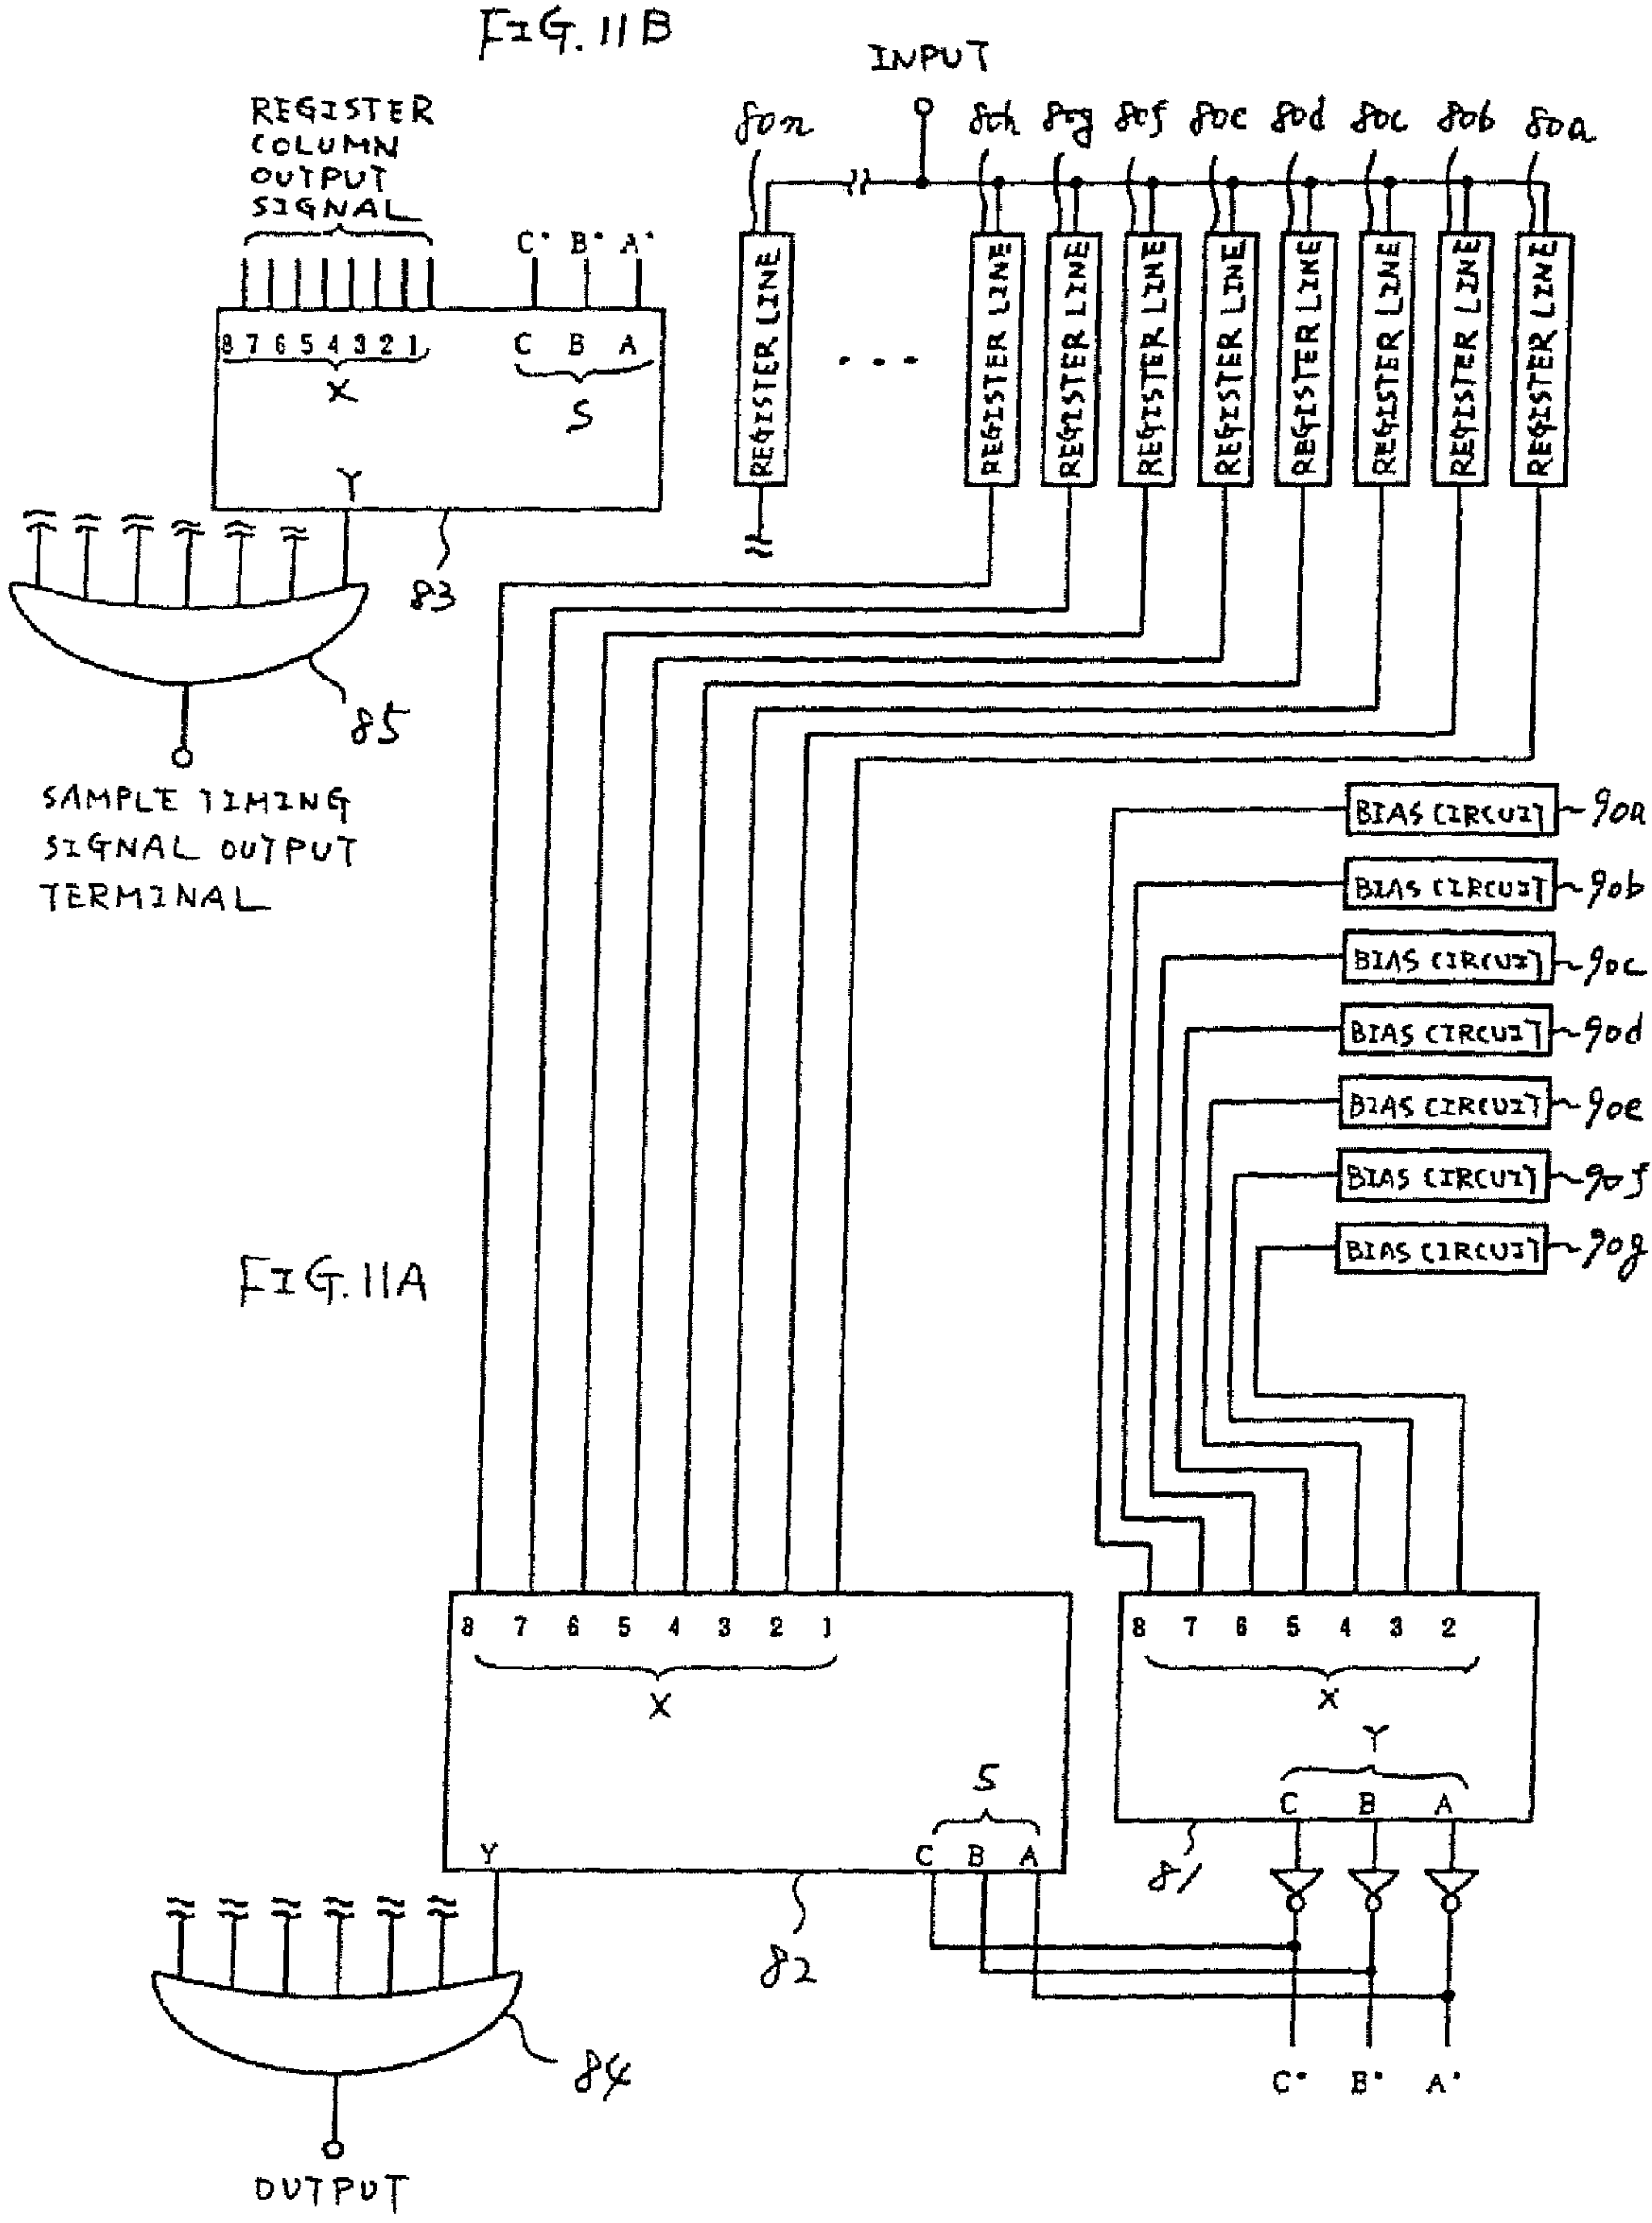 FIG. 11B
INPUT
REGISTER
COLUMN
OUTPUT
SIGNAL
80n 80h 80g 80f 80e 80d 80c 80b 80a
C* B* A*
8 7 6 5 4 3 2 1 C B A
X S
Y
REGISTER LINE
REGISTER LINE
REGISTER LINE
REGISTER LINE
REGISTER LINE
REGISTER LINE
REGISTER LINE
REGISTER LINE
REGISTER LINE
...
83
85
SAMPLE TIMING
SIGNAL OUTPUT
TERMINAL
BIAS CIRCUIT 90a
BIAS CIRCUIT 90b
BIAS CIRCUIT 90c
BIAS CIRCUIT 90d
BIAS CIRCUIT 90e
BIAS CIRCUIT 90f
BIAS CIRCUIT 90g
FIG. 11A
8 7 6 5 4 3 2 1
X
S
Y C B A
82
8 7 6 5 4 3 2
X
Y
C B A
81
84
C* B* A*
OUTPUT